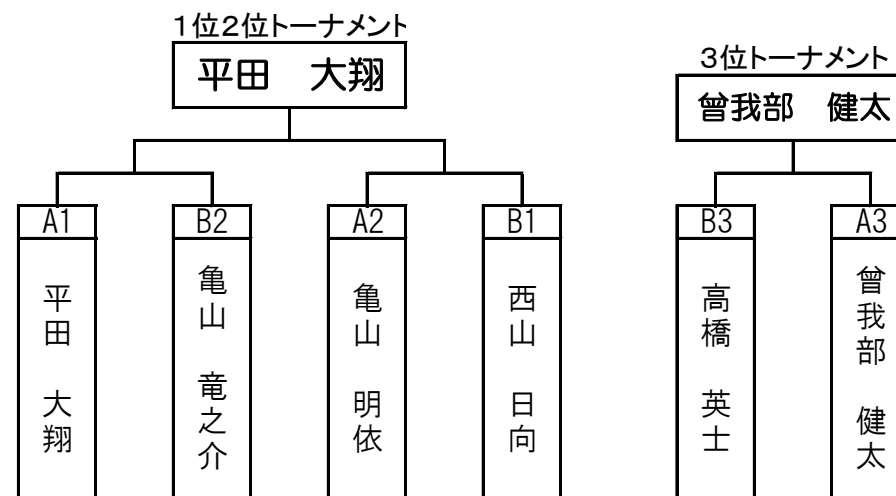 1位2位トーナメント
平田 大翔
A1
B2
A2
B1
平田 大翔
亀山 竜之介
亀山 明依
西山 日向
3位トーナメント
曾我部 健太
B3
A3
高橋 英士
曾我部 健太